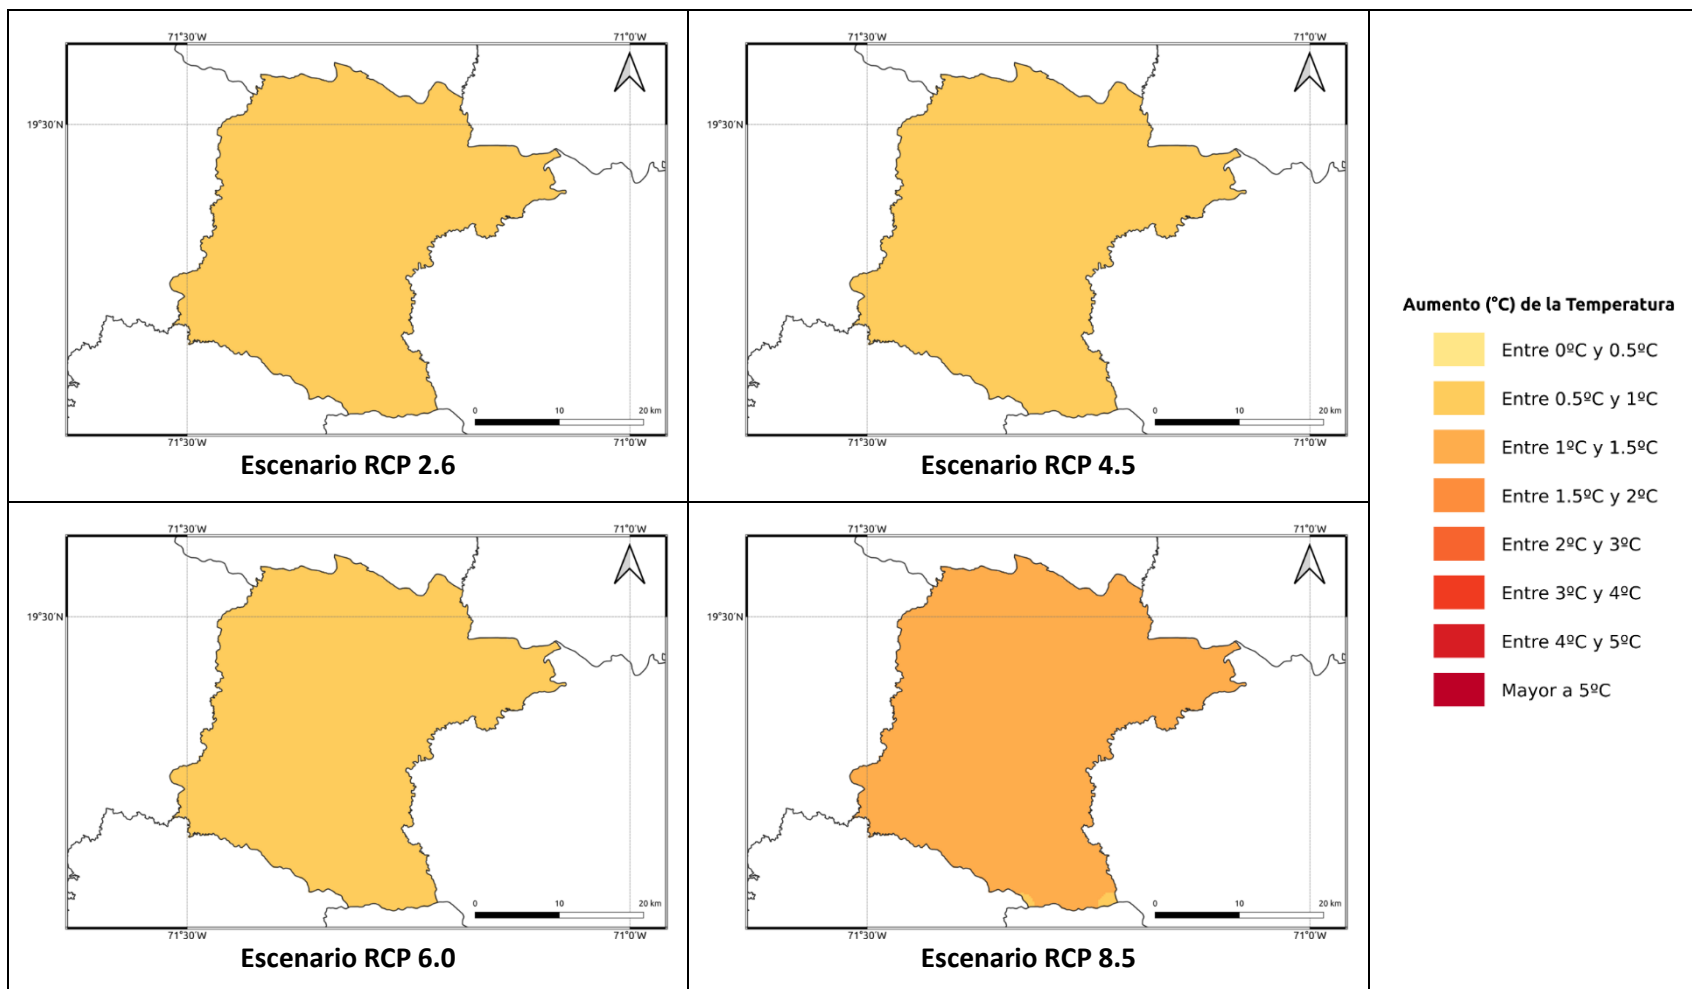 71°30'W 71°0'W
19°30'N
0 10 20 km
71°30'W 71°0'W
Escenario RCP 2.6
71°30'W 71°0'W
19°30'N
0 10 20 km
71°30'W 71°0'W
Escenario RCP 4.5
71°30'W 71°0'W
19°30'N
0 10 20 km
71°30'W 71°0'W
Escenario RCP 6.0
71°30'W 71°0'W
19°30'N
0 10 20 km
71°30'W 71°0'W
Escenario RCP 8.5
Aumento (°C) de la Temperatura
Entre 0ºC y 0.5ºC
Entre 0.5ºC y 1ºC
Entre 1ºC y 1.5ºC
Entre 1.5ºC y 2ºC
Entre 2ºC y 3ºC
Entre 3ºC y 4ºC
Entre 4ºC y 5ºC
Mayor a 5ºC